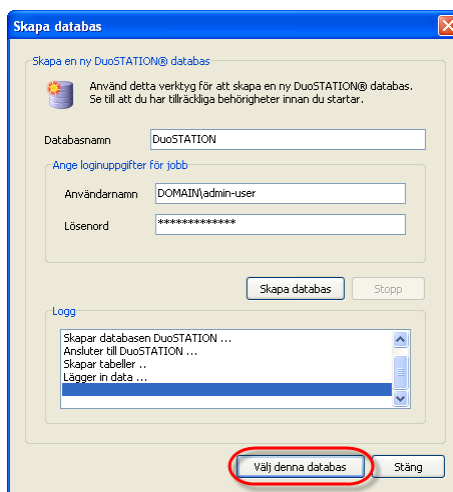 Skapa databas
Skapa en ny DuoSTATION® databas
Använd detta verktyg för att skapa en ny DuoSTATION® databas.
Se till att du har tillräckliga behörigheter innan du startar.
Databasnamn
DuoSTATION
Ange loginuppgifter för jobb
Användarnamn
DOMAIN\admin-user
Lösenord
*************
Skapa databas
Stopp
Logg
Skapar databasen DuoSTATION ...
Ansluter till DuoSTATION ...
Skapar tabeller ..
Lägger in data ...
Välj denna databas
Stäng